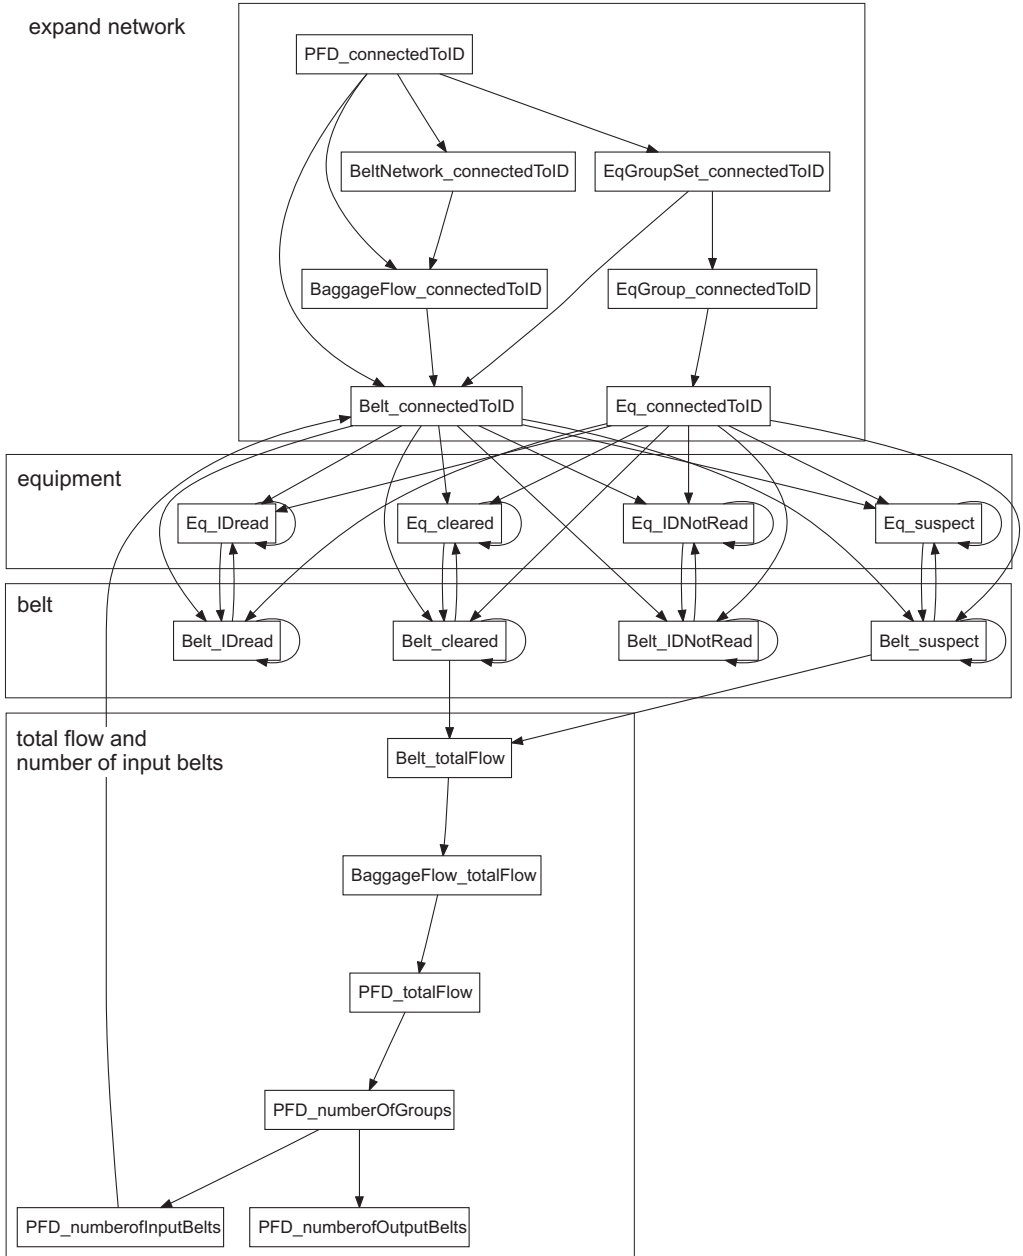 expand network
PFD_connectedToID
BeltNetwork_connectedToID
EqGroupSet_connectedToID
BaggageFlow_connectedToID
EqGroup_connectedToID
Belt_connectedToID
Eq_connectedToID
equipment
Eq_IDread
Eq_cleared
Eq_IDNotRead
Eq_suspect
belt
Belt_IDread
Belt_cleared
Belt_IDNotRead
Belt_suspect
total flow and
number of input belts
Belt_totalFlow
BaggageFlow_totalFlow
PFD_totalFlow
PFD_numberOfGroups
PFD_numberofInputBelts
PFD_numberofOutputBelts